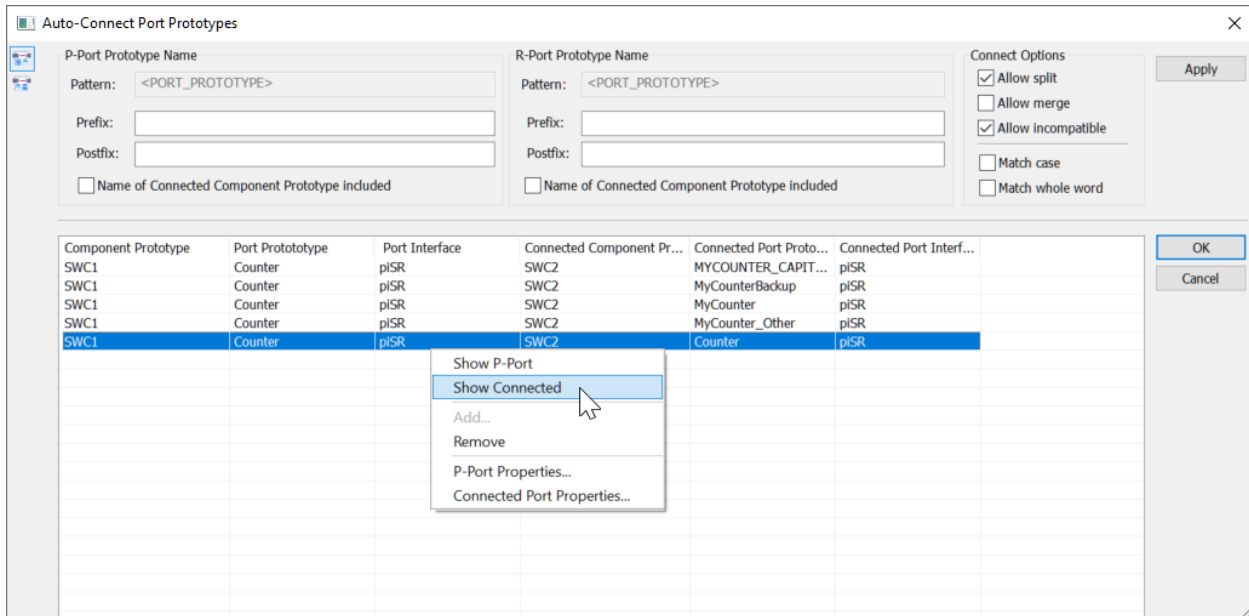 Auto-Connect Port Prototypes
P-Port Prototype Name
Pattern: <PORT_PROTOTYPE>
Prefix:
Postfix:
Name of Connected Component Prototype included
R-Port Prototype Name
Pattern: <PORT_PROTOTYPE>
Prefix:
Postfix:
Name of Connected Component Prototype included
Connect Options
Allow split
Allow merge
Allow incompatible
Match case
Match whole word
Apply
Component Prototype Port Protototype Port Interface Connected Component Pr... Connected Port Proto... Connected Port Interf...
SWC1 Counter piSR SWC2 MYCOUNTER_CAPIT... piSR
SWC1 Counter piSR SWC2 MyCounterBackup piSR
SWC1 Counter piSR SWC2 MyCounter piSR
SWC1 Counter piSR SWC2 MyCounter_Other piSR
SWC1 Counter piSR SWC2 Counter piSR
Show P-Port
Show Connected
Add...
Remove
P-Port Properties...
Connected Port Properties...
OK
Cancel